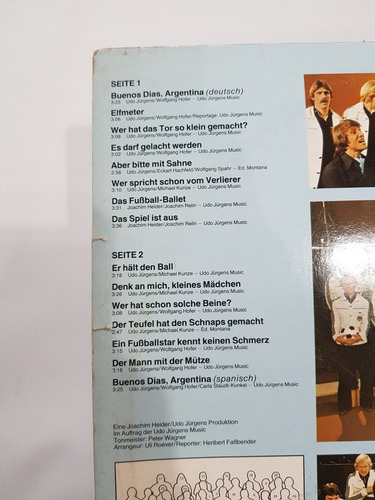 SEITE 1
Buenos Dias, Argentina (deutsch)
3:25 Udo Jürgens/Wolfgang Hofer – Udo Jürgens Music
Elfmeter
3:06 Udo Jürgens/Wolfgang Hofer/Reportage: Udo Jürgens Music
Wer hat das Tor so klein gemacht?
3:08 Udo Jürgens/Wolfgang Hofer – Udo Jürgens Music
Es darf gelacht werden
3:02 Udo Jürgens/Wolfgang Hofer – Udo Jürgens Music
Aber bitte mit Sahne
2:56 Udo Jürgens/Eckart Hachfeld/Wolfgang Spahr – Ed. Montana
Wer spricht schon vom Verlierer
3:10 Udo Jürgens/Michael Kunze – Udo Jürgens Music
Das Fußball-Ballet
3:31 Joachim Heider/Joachim Relin – Udo Jürgens Music
Das Spiel ist aus
3:36 Joachim Heider/Joachim Relin – Udo Jürgens Music
SEITE 2
Er hält den Ball
3:18 Udo Jürgens/Michael Kunze – Udo Jürgens Music
Denk an mich, kleines Mädchen
3:26 Udo Jürgens/Michael Kunze – Udo Jürgens Music
Wer hat schon solche Beine?
3:08 Udo Jürgens/Wolfgang Hofer – Udo Jürgens Music
Der Teufel hat den Schnaps gemacht
2:47 Udo Jürgens/Michael Kunze – Ed. Montana
Ein Fußballstar kennt keinen Schmerz
3:15 Udo Jürgens/Wolfgang Hofer – Udo Jürgens Music
Der Mann mit der Mütze
3:16 Udo Jürgens/Wolfgang Hofer – Udo Jürgens Music
Buenos Dias, Argentina (spanisch)
3:25 Udo Jürgens/Wolfgang Hofer/Carla Staudt-Kunkel – Udo Jürgens Music
Eine Joachim Heider/Udo Jürgens Produktion
Im Auftrag der Udo Jürgens Music
Tonmeister: Peter Wagner
Arrangeur: Uli Roever/Reporter: Heribert Faßbender